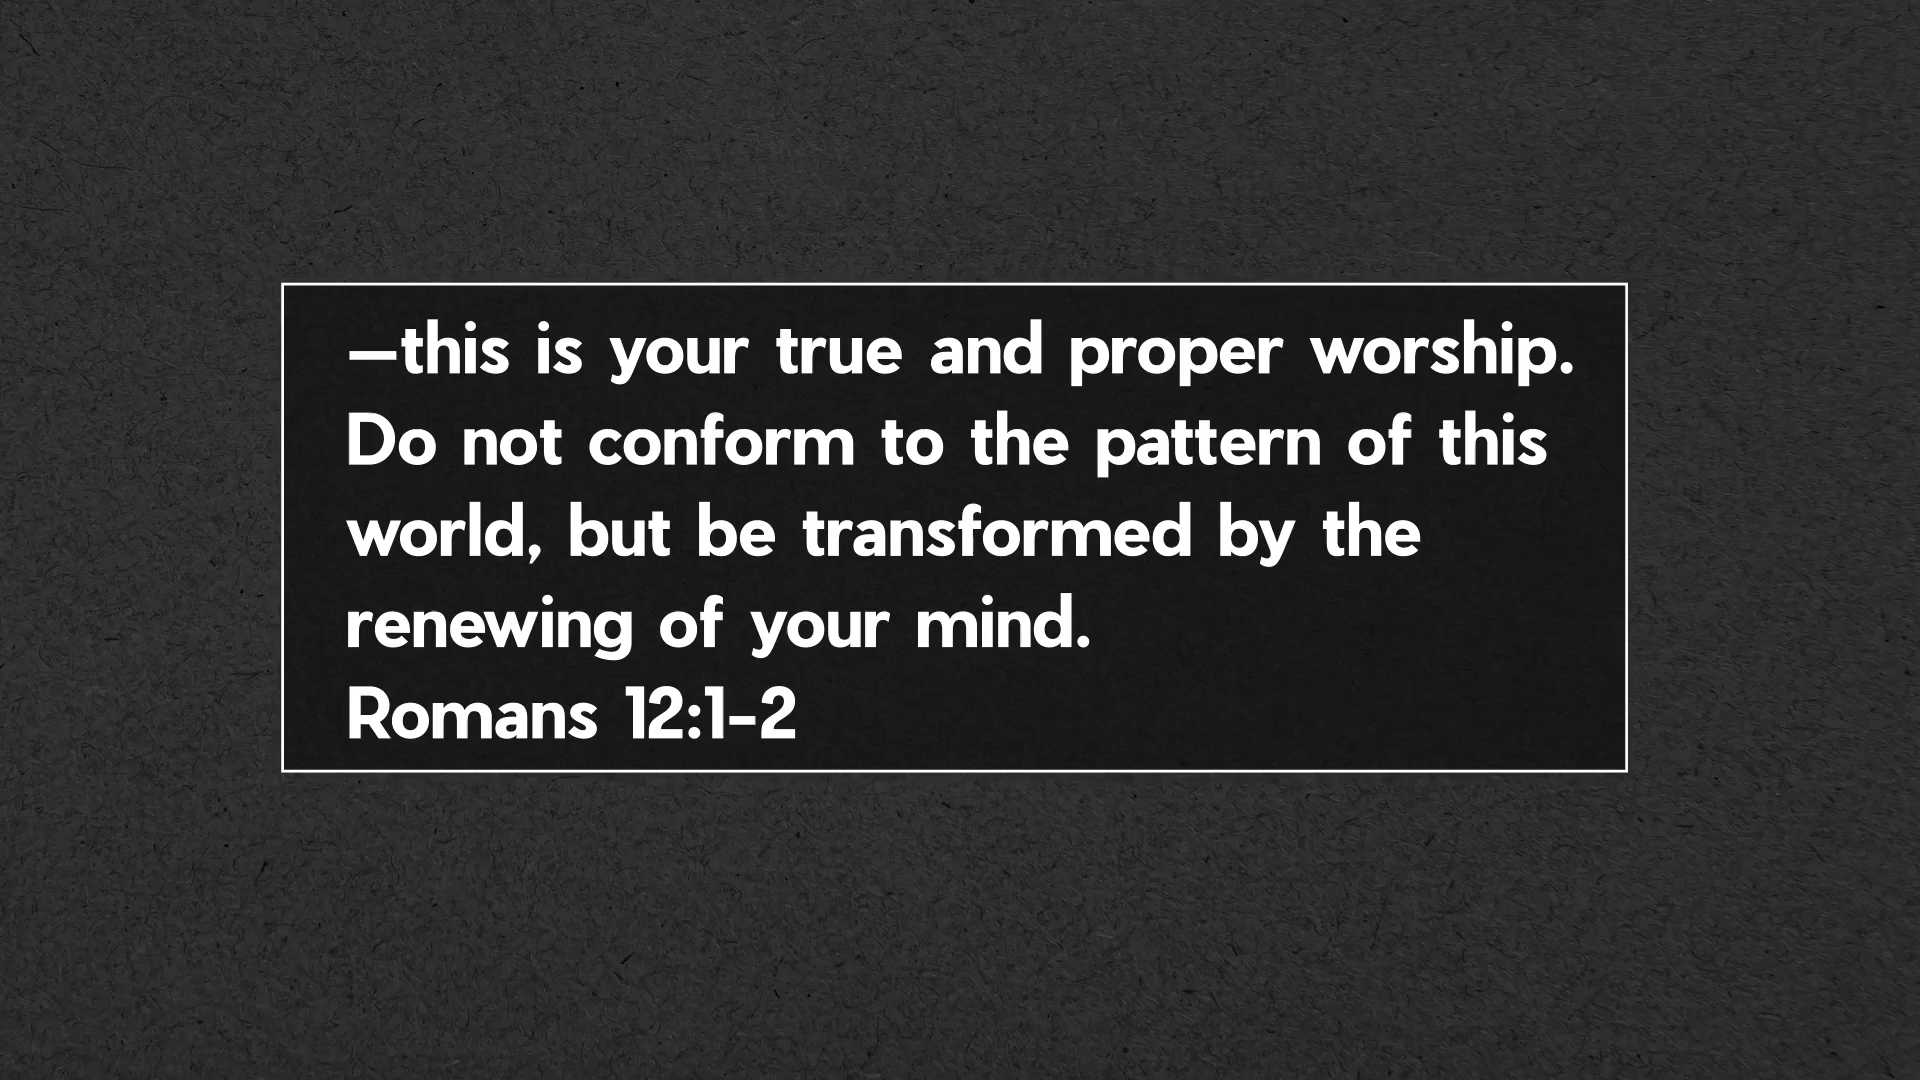 —this is your true and proper worship.
Do not conform to the pattern of this
world, but be transformed by the
renewing of your mind.
Romans 12:1-2